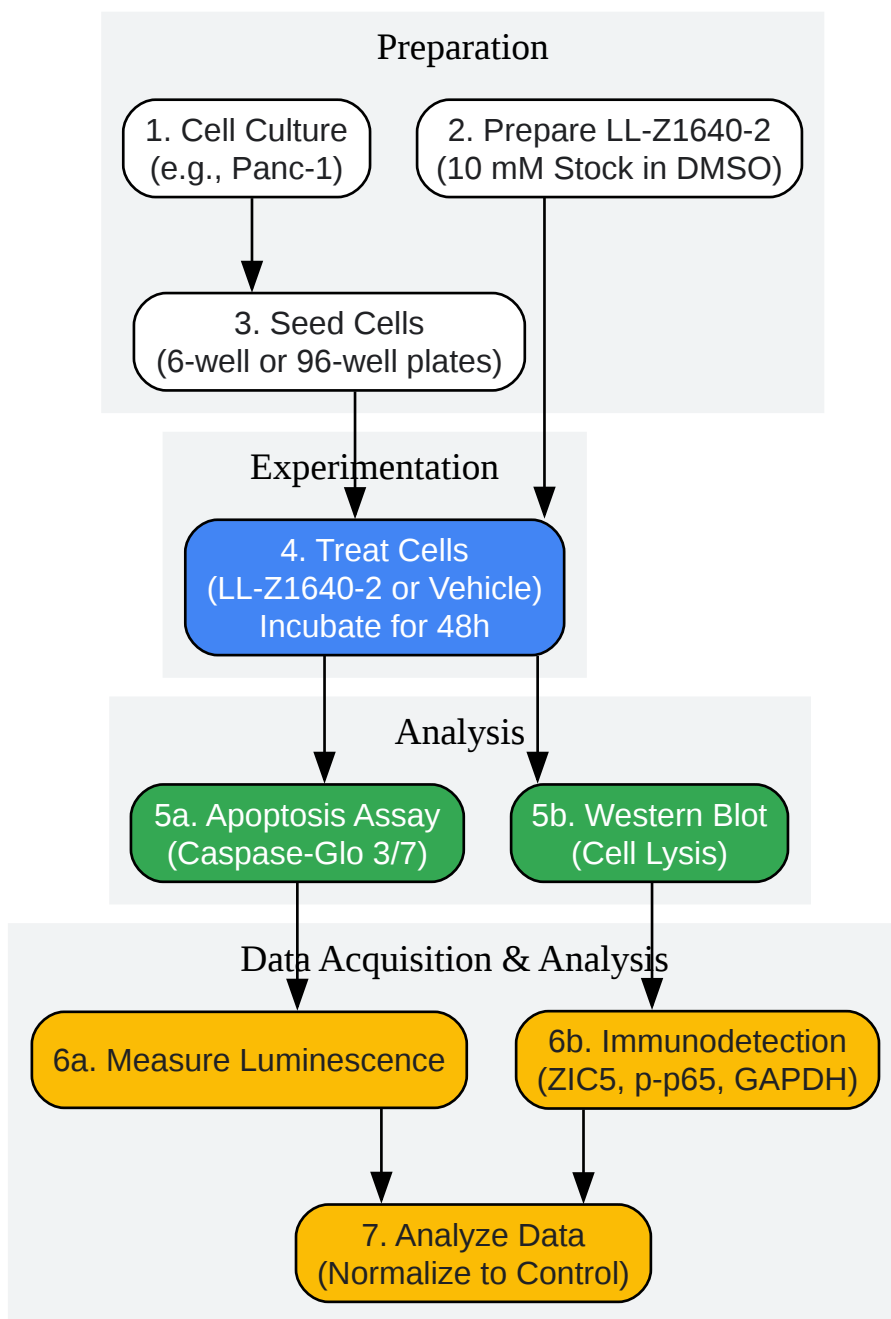 Preparation
1. Cell Culture
(e.g., Panc-1)
2. Prepare LL-Z1640-2
(10 mM Stock in DMSO)
3. Seed Cells
(6-well or 96-well plates)
Experimentation
4. Treat Cells
(LL-Z1640-2 or Vehicle)
Incubate for 48h
Analysis
5a. Apoptosis Assay
(Caspase-Glo 3/7)
5b. Western Blot
(Cell Lysis)
Data Acquisition & Analysis
6a. Measure Luminescence
6b. Immunodetection
(ZIC5, p-p65, GAPDH)
7. Analyze Data
(Normalize to Control)